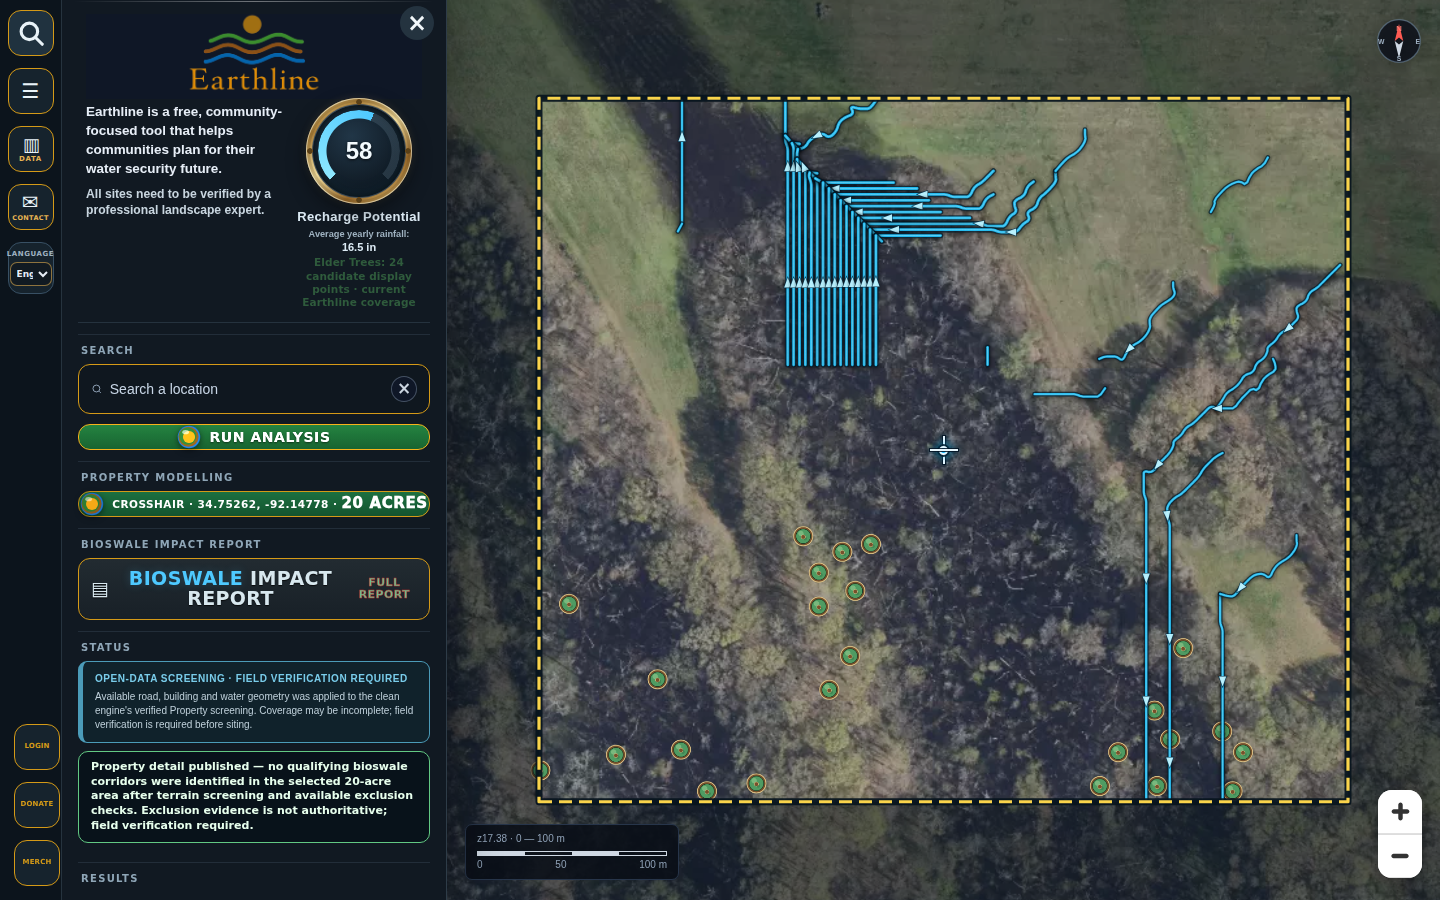 Earthline
Earthline is a free, community-
focused tool that helps
communities plan for their
water security future.
All sites need to be verified by a
professional landscape expert.
58
Recharge Potential
Average yearly rainfall:
16.5 in
Elder Trees: 24
candidate display
points · current
Earthline coverage
DATA
CONTACT
LANGUAGE
Eng
SEARCH
Search a location
RUN ANALYSIS
PROPERTY MODELLING
CROSSHAIR · 34.75262, -92.14778 · 20 ACRES
BIOSWALE IMPACT REPORT
BIOSWALE IMPACT
REPORT
FULL
REPORT
STATUS
OPEN-DATA SCREENING · FIELD VERIFICATION REQUIRED
Available road, building and water geometry was applied to the clean
engine's verified Property screening. Coverage may be incomplete; field
verification is required before siting.
Property detail published — no qualifying bioswale
corridors were identified in the selected 20-acre
area after terrain screening and available exclusion
checks. Exclusion evidence is not authoritative;
field verification required.
RESULTS
LOGIN
DONATE
MERCH
W E
S
z17.38 · 0 — 100 m
0 50 100 m